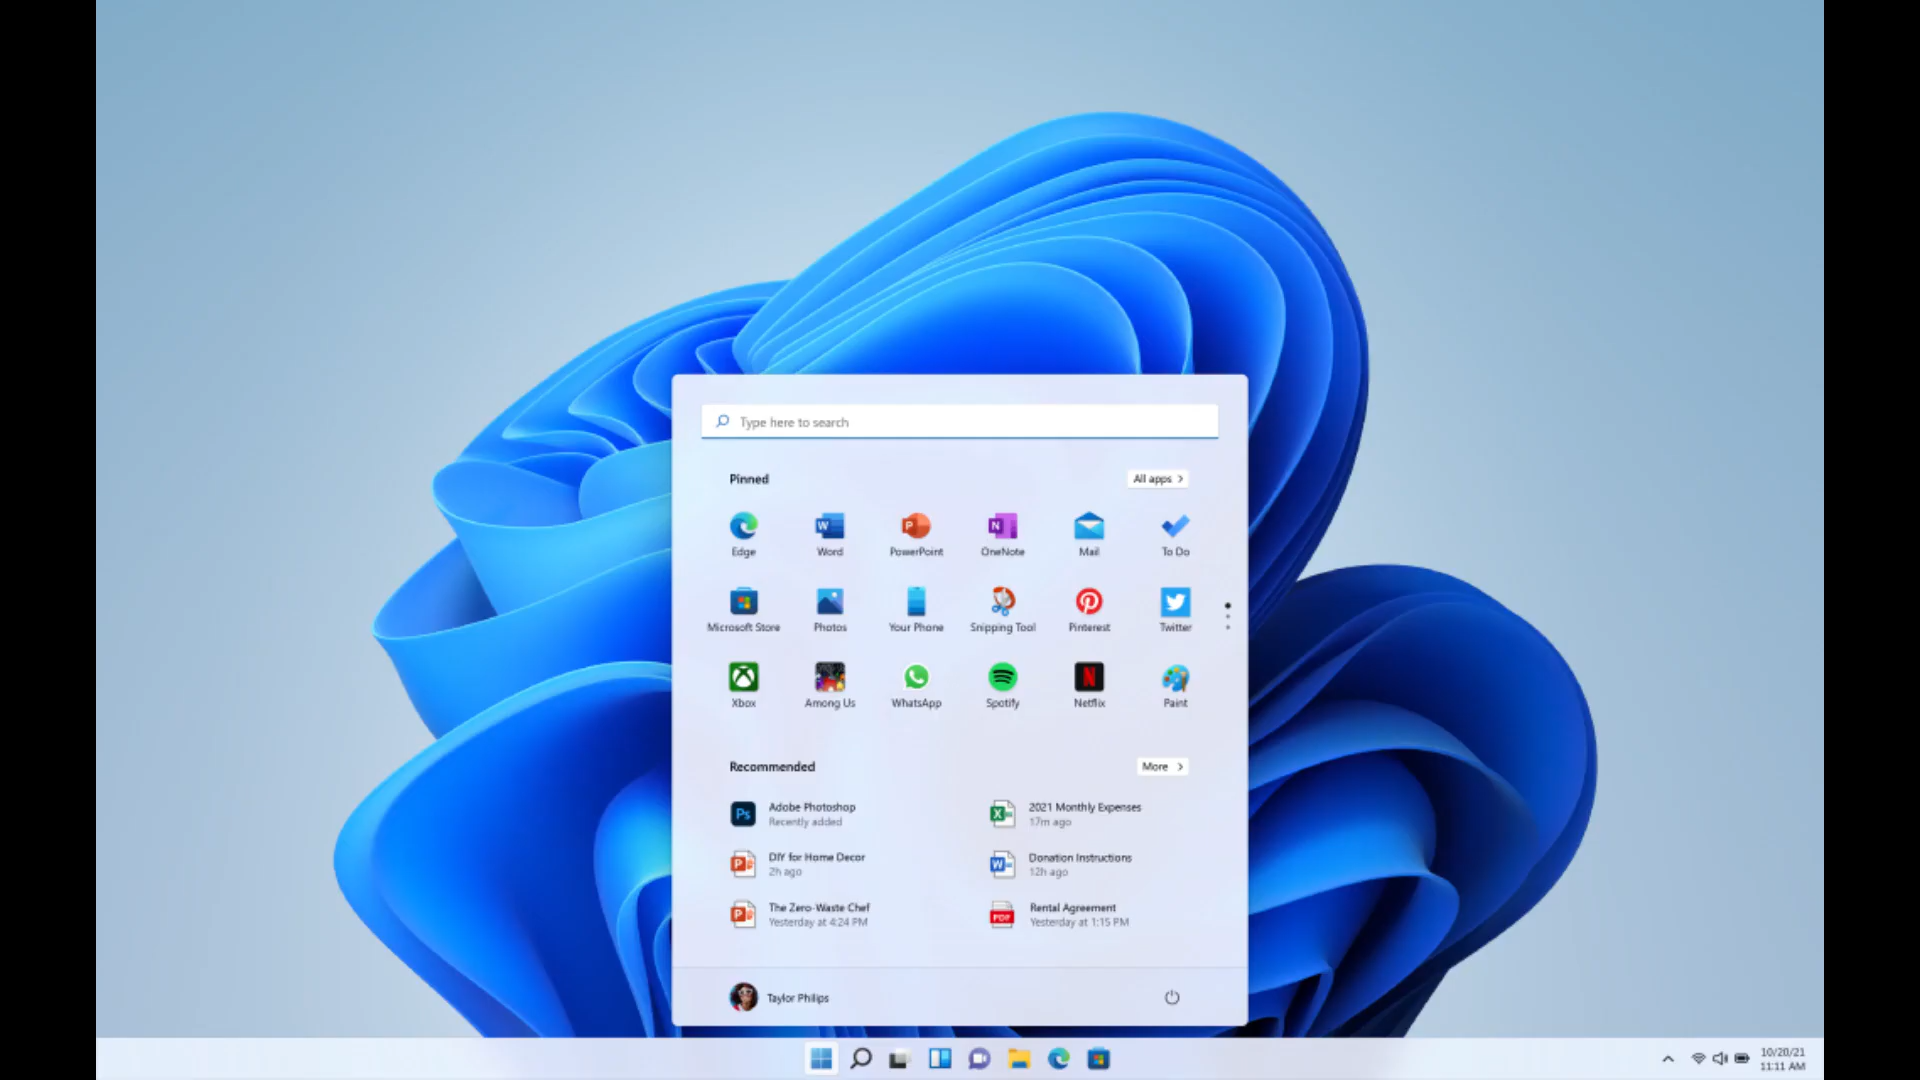 Type here to search
Pinned
All apps
Edge
Word
PowerPoint
OneNote
Mail
To Do
Microsoft Store
Photos
Your Phone
Snipping Tool
Pinterest
Twitter
Xbox
Among Us
WhatsApp
Spotify
Netflix
Paint
Recommended
More
Adobe Photoshop
Recently added
2021 Monthly Expenses
17m ago
DIY for Home Decor
2h ago
Donation Instructions
12h ago
The Zero-Waste Chef
Yesterday at 4:24 PM
Rental Agreement
Yesterday at 1:15 PM
Taylor Philips
10/20/21
11:11 AM